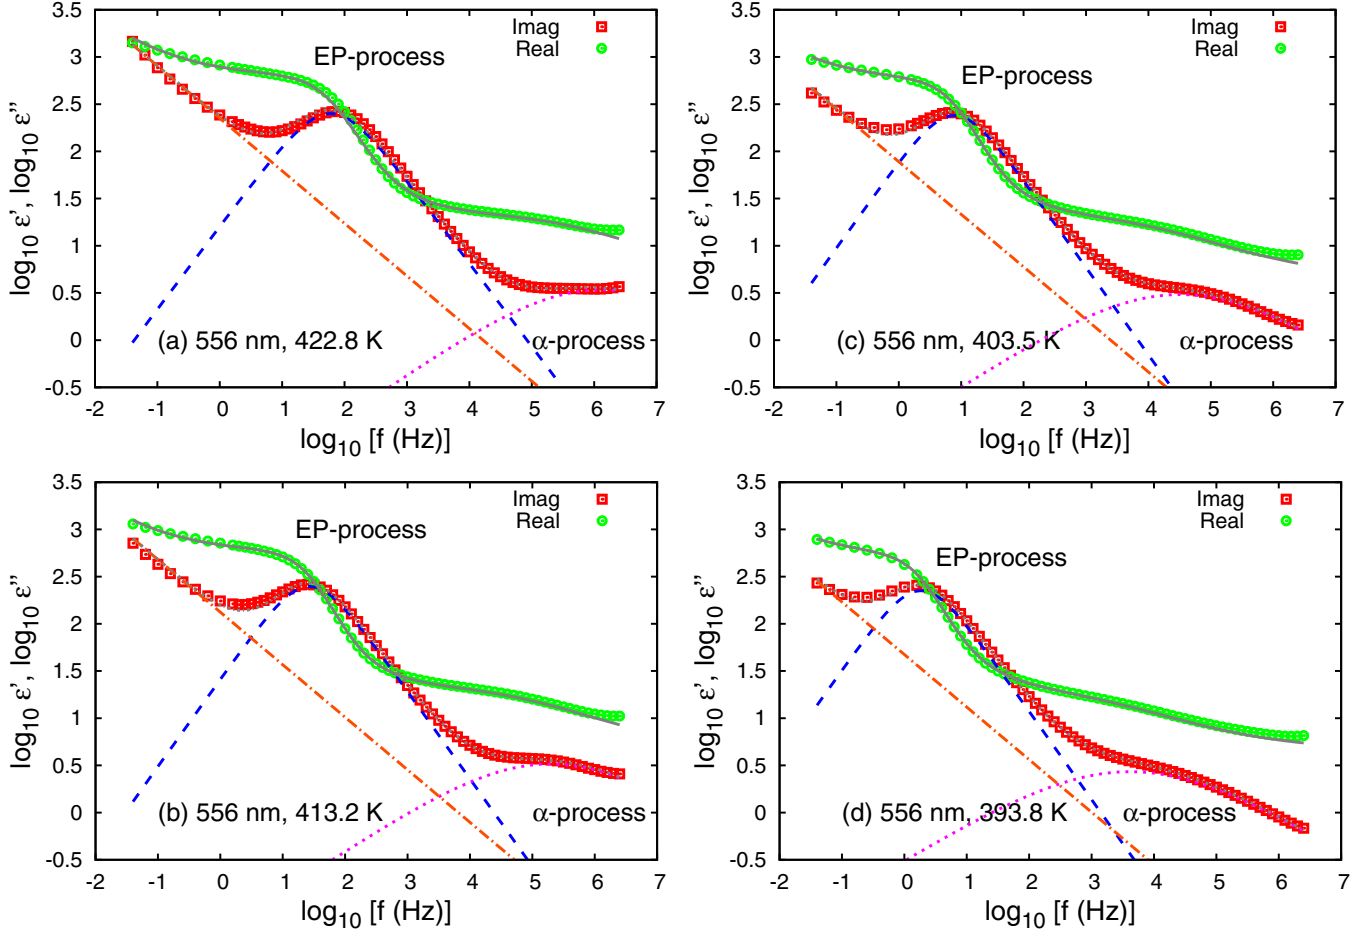 3.5
3
2.5
2
1.5
1
0.5
0
-0.5
log10 ε', log10 ε''
Imag
Real
EP-process
(a) 556 nm, 422.8 K
α-process
-2 -1 0 1 2 3 4 5 6 7
log10 [f (Hz)]
3.5
3
2.5
2
1.5
1
0.5
0
-0.5
log10 ε', log10 ε''
Imag
Real
EP-process
(c) 556 nm, 403.5 K
α-process
-2 -1 0 1 2 3 4 5 6 7
log10 [f (Hz)]
3.5
3
2.5
2
1.5
1
0.5
0
-0.5
log10 ε', log10 ε''
Imag
Real
EP-process
(b) 556 nm, 413.2 K
α-process
-2 -1 0 1 2 3 4 5 6 7
log10 [f (Hz)]
3.5
3
2.5
2
1.5
1
0.5
0
-0.5
log10 ε', log10 ε''
Imag
Real
EP-process
(d) 556 nm, 393.8 K
α-process
-2 -1 0 1 2 3 4 5 6 7
log10 [f (Hz)]